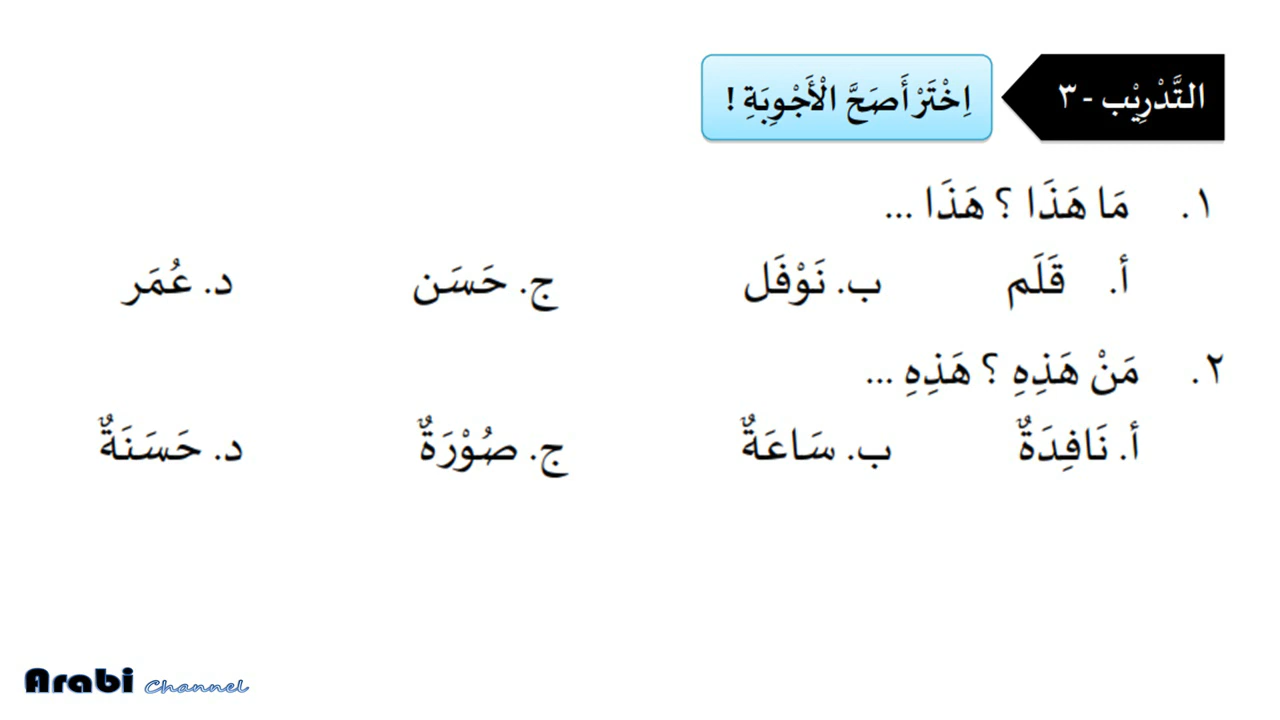 التَّدْرِيْب - ٣
اِخْتَرْ أَصَحَّ الْأَجْوِبَةِ !
١. مَا هَذَا ؟ هَذَا ...
أ. قَلَم ب. نَوْفَل ج. حَسَن د. عُمَر
٢. مَنْ هَذِهِ ؟ هَذِهِ ...
أ. نَافِدَةٌ ب. سَاعَةٌ ج. صُوْرَةٌ د. حَسَنَةٌ
Arabi Channel